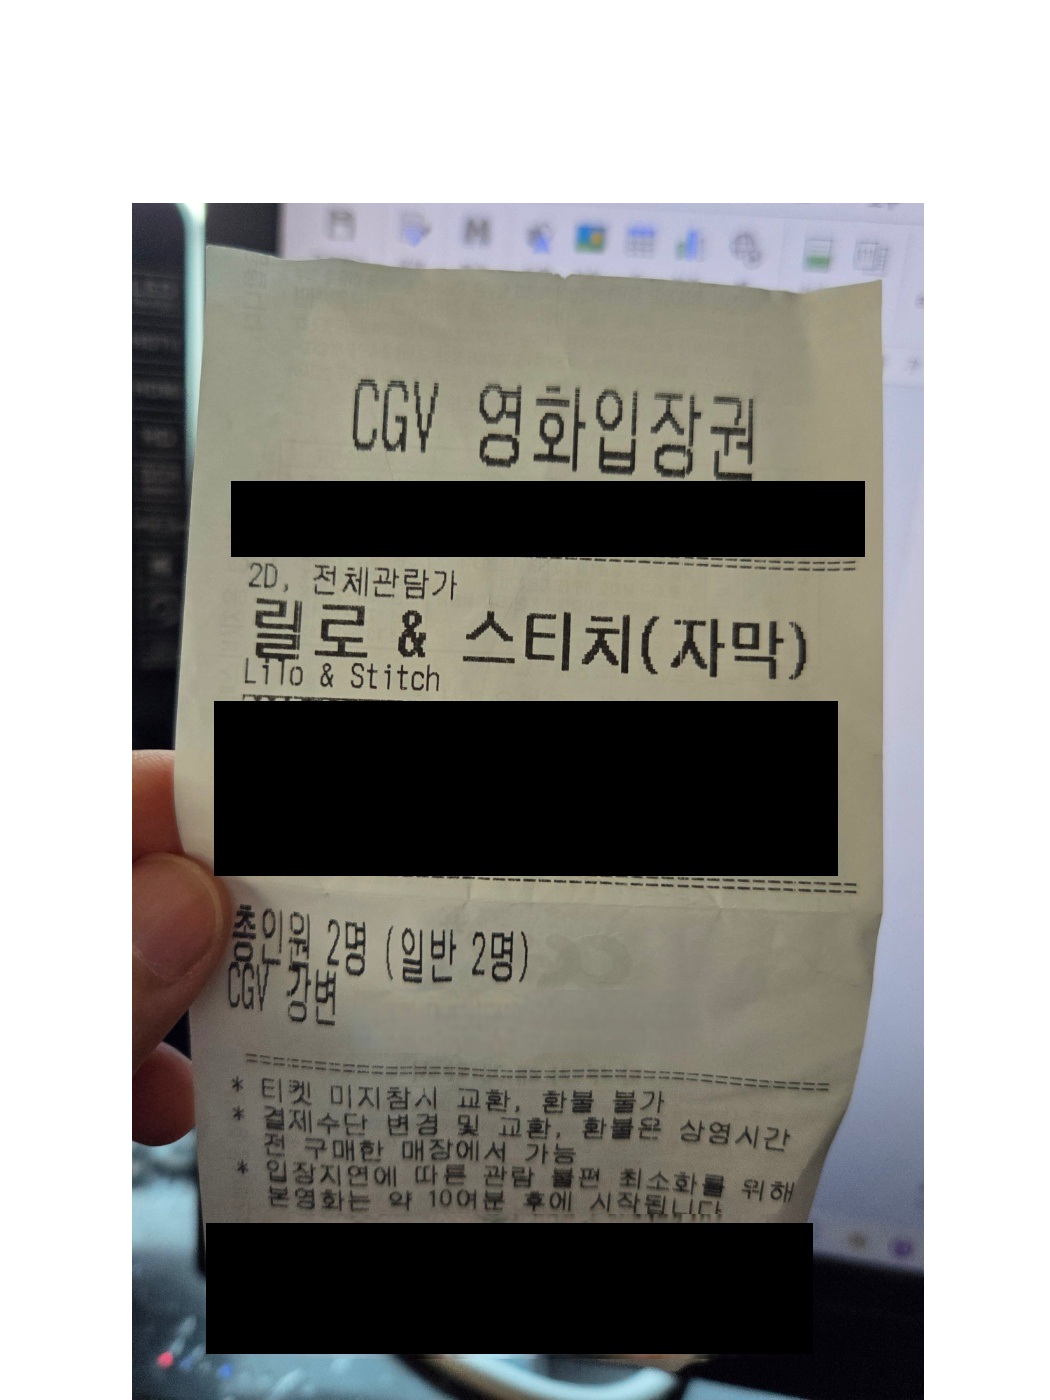 CGV 영화입장권
2D, 전체관람가
릴로 & 스티치(자막)
Lilo & Stitch
총인원 2명 (일반 2명)
CGV 강변
* 티켓 미지참시 교환, 환불 불가
* 결제수단 변경 및 교환, 환불은 상영시간
전 구매한 매장에서 가능
* 입장지연에 따른 관람 불편 최소화를 위해
본영화는 약 10여분 후에 시작됩니다